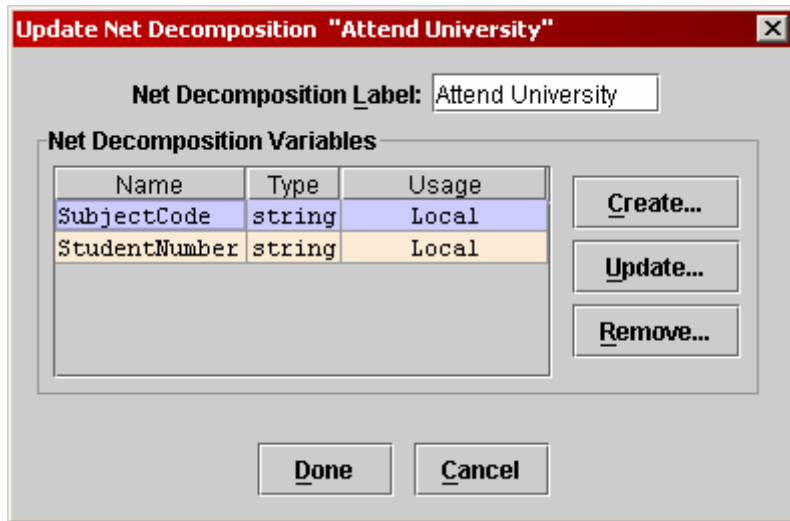 Update Net Decomposition "Attend University"
Net Decomposition Label: Attend University
Net Decomposition Variables
Name Type Usage
SubjectCode string Local
StudentNumber string Local
Create...
Update...
Remove...
Done Cancel